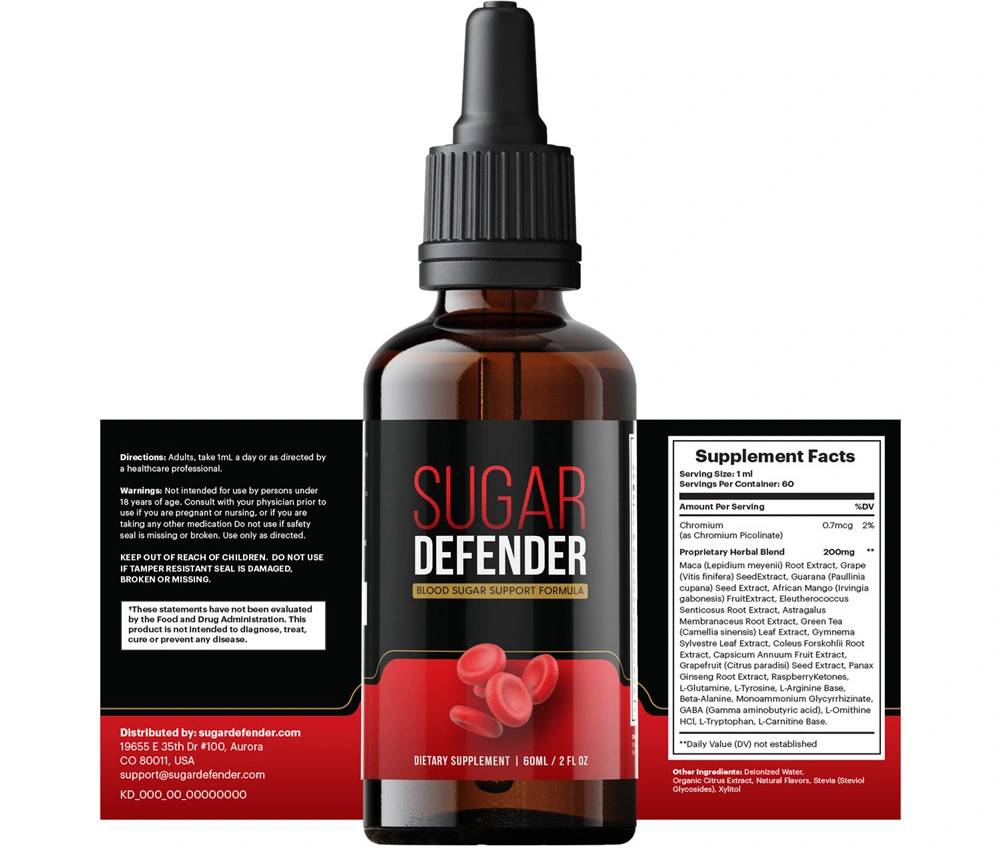 Directions: Adults, take 1mL a day or as directed by
a healthcare professional.
Warnings: Not intended for use by persons under
18 years of age. Consult with your physician prior to
use if you are pregnant or nursing, or if you are
taking any other medication Do not use if safety
seal is missing or broken. Use only as directed.
KEEP OUT OF REACH OF CHILDREN. DO NOT USE
IF TAMPER RESISTANT SEAL IS DAMAGED,
BROKEN OR MISSING.
†These statements have not been evaluated
by the Food and Drug Administration. This
product is not intended to diagnose, treat,
cure or prevent any disease.
Distributed by: sugardefender.com
19655 E 35th Dr #100, Aurora
CO 80011, USA
support@sugardefender.com
KD_000_00_00000000
SUGAR
DEFENDER
BLOOD SUGAR SUPPORT FORMULA
DIETARY SUPPLEMENT | 60ML / 2 FL OZ
Supplement Facts
Serving Size: 1 ml
Servings Per Container: 60
Amount Per Serving %DV
Chromium 0.7mcg 2%
(as Chromium Picolinate)
Proprietary Herbal Blend 200mg **
Maca (Lepidium meyenii) Root Extract, Grape
(Vitis finifera) SeedExtract, Guarana (Paullinia
cupana) Seed Extract, African Mango (Irvingia
gabonesis) FruitExtract, Eleutherococcus
Senticosus Root Extract, Astragalus
Membranaceus Root Extract, Green Tea
(Camellia sinensis) Leaf Extract, Gymnema
Sylvestre Leaf Extract, Coleus Forskohlii Root
Extract, Capsicum Annuum Fruit Extract,
Grapefruit (Citrus paradisi) Seed Extract, Panax
Ginseng Root Extract, RaspberryKetones,
L-Glutamine, L-Tyrosine, L-Arginine Base,
Beta-Alanine, Monoammonium Glycyrrhizinate,
GABA (Gamma aminobutyric acid), L-Ornithine
HCl, L-Tryptophan, L-Carnitine Base.
**Daily Value (DV) not established
Other Ingredients: Deionized Water,
Organic Citrus Extract, Natural Flavors, Stevia (Steviol
Glycosides), Xylitol